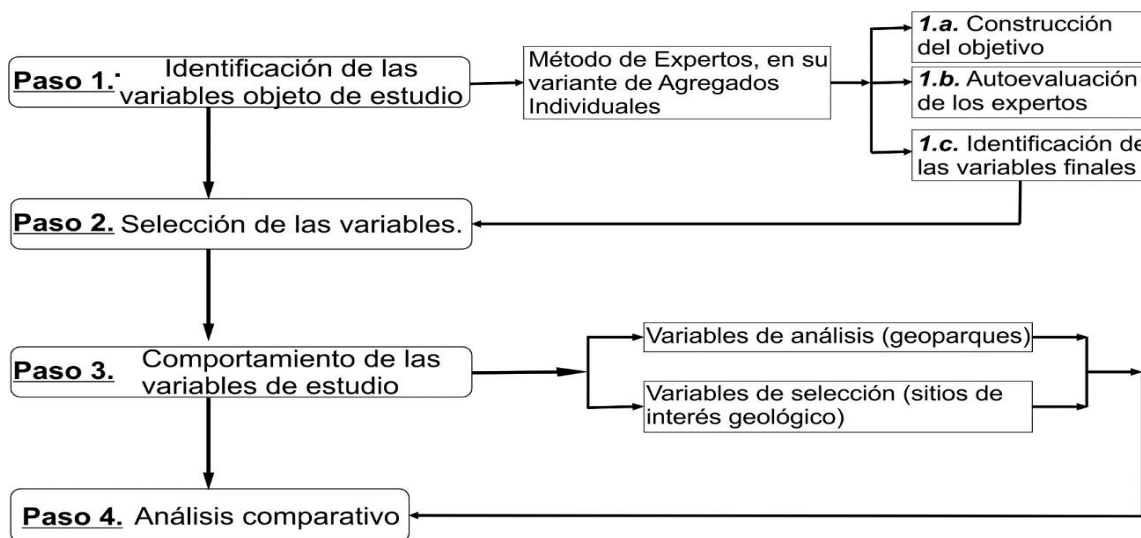 Paso 1. Identificación de las
variables objeto de estudio
Método de Expertos, en su
variante de Agregados
Individuales
1.a. Construcción
del objetivo
1.b. Autoevaluación
de los expertos
1.c. Identificación de
las variables finales
Paso 2. Selección de las variables.
Paso 3. Comportamiento de las
variables de estudio
Variables de análisis (geoparques)
Variables de selección (sitios de
interés geológico)
Paso 4. Análisis comparativo